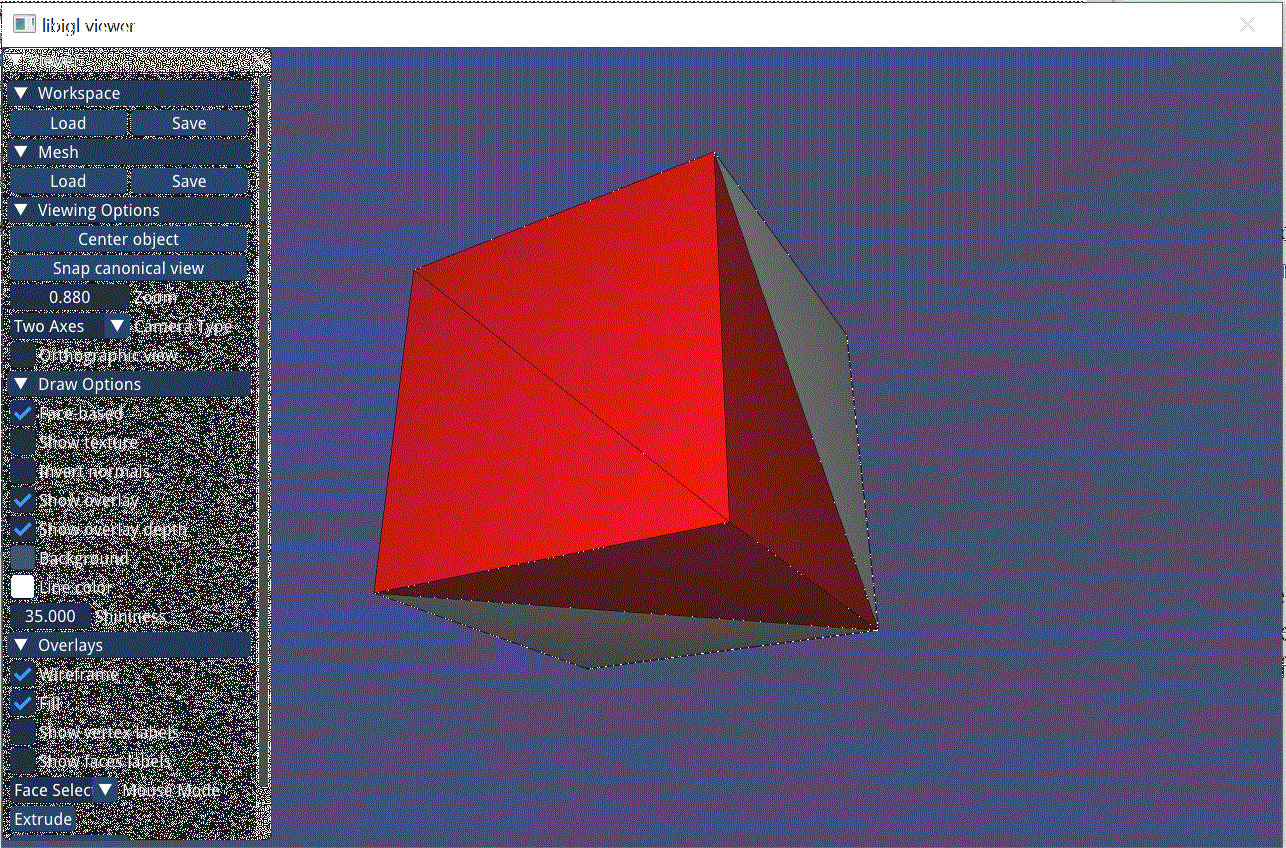 libigl viewer
Workspace
Load Save
Mesh
Load Save
Viewing Options
Center object
Snap canonical view
0.880 Zoom
Two Axes Camera Type
Orthographic view
Draw Options
Face-based
Show texture
Invert normals
Show overlay
Show overlay depth
Background
Line color
35.000 Shininess
Overlays
Wireframe
Fill
Show vertex labels
Show faces labels
Face Select Mouse Mode
Extrude